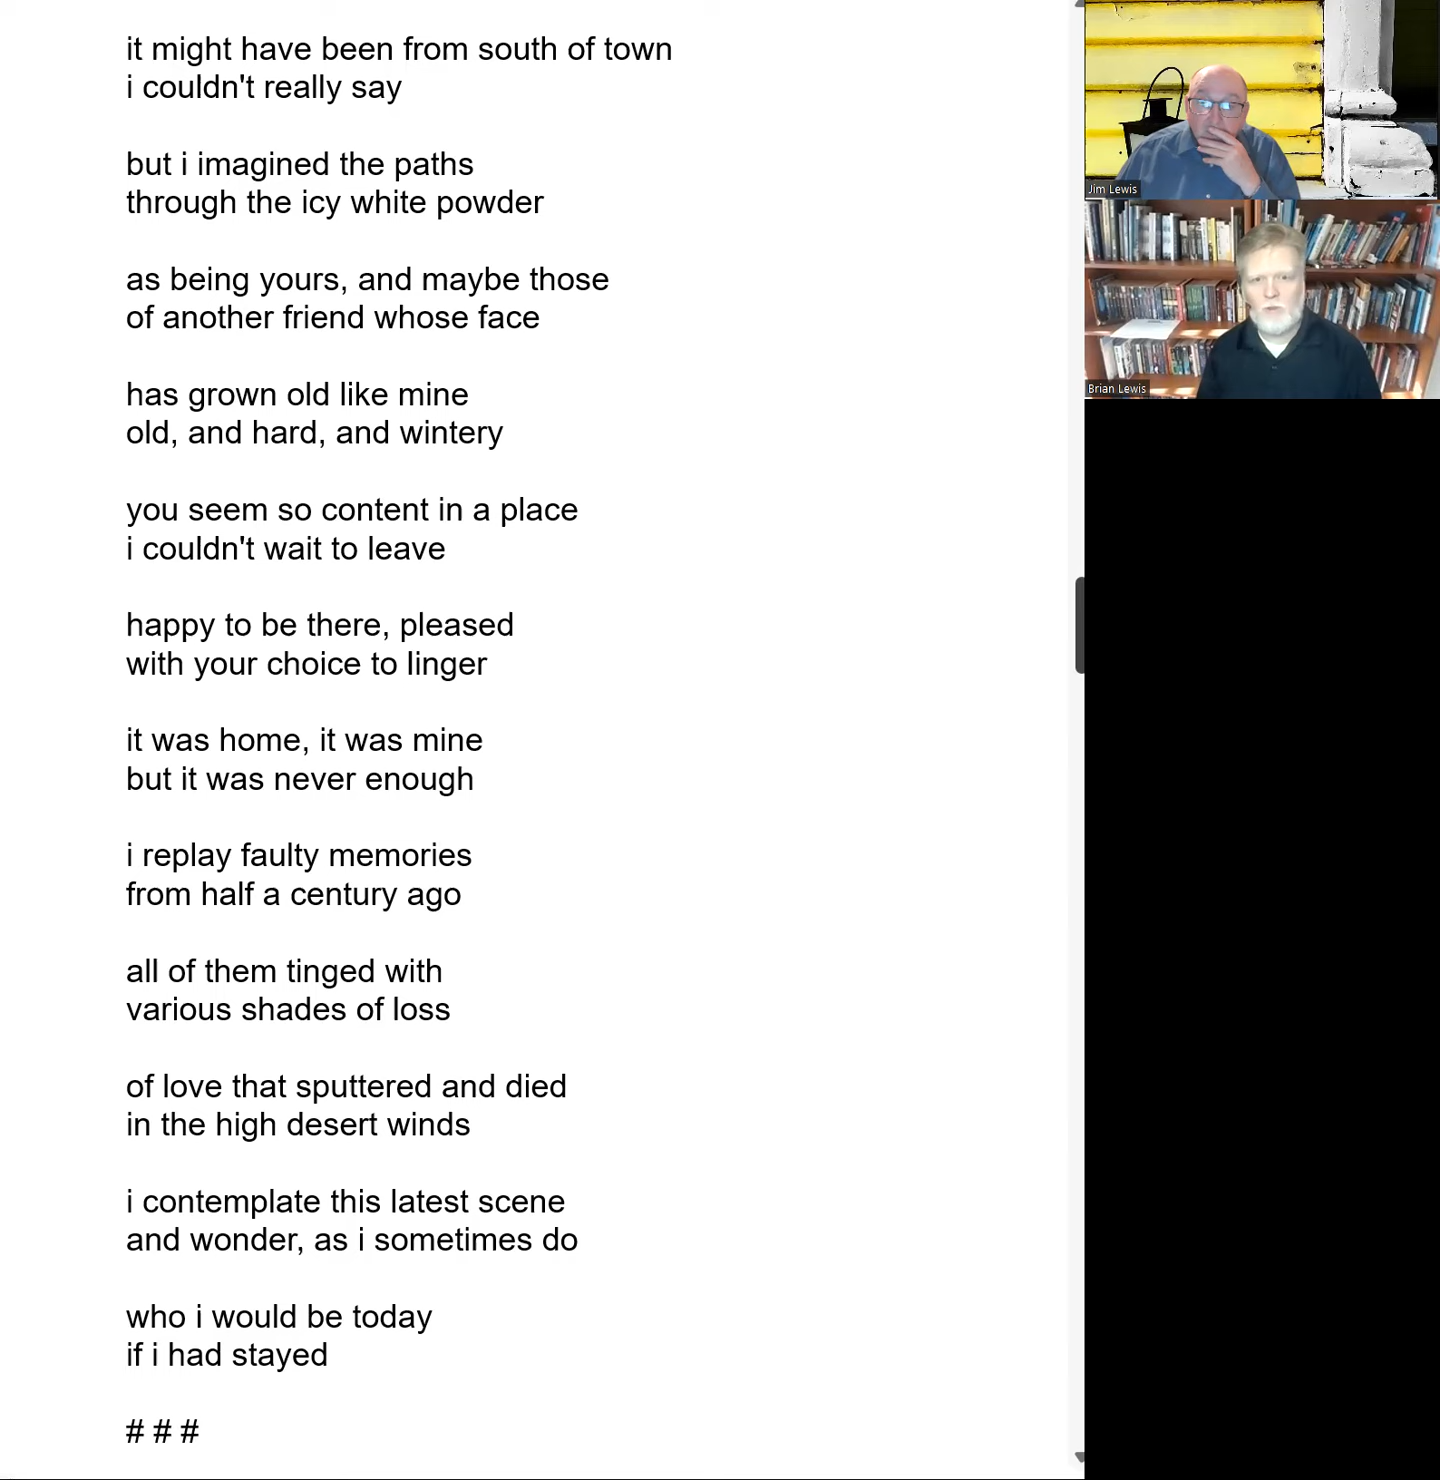 it might have been from south of town
i couldn't really say
but i imagined the paths
through the icy white powder
as being yours, and maybe those
of another friend whose face
has grown old like mine
old, and hard, and wintery
you seem so content in a place
i couldn't wait to leave
happy to be there, pleased
with your choice to linger
it was home, it was mine
but it was never enough
i replay faulty memories
from half a century ago
all of them tinged with
various shades of loss
of love that sputtered and died
in the high desert winds
i contemplate this latest scene
and wonder, as i sometimes do
who i would be today
if i had stayed
# # #
Jim Lewis
Brian Lewis